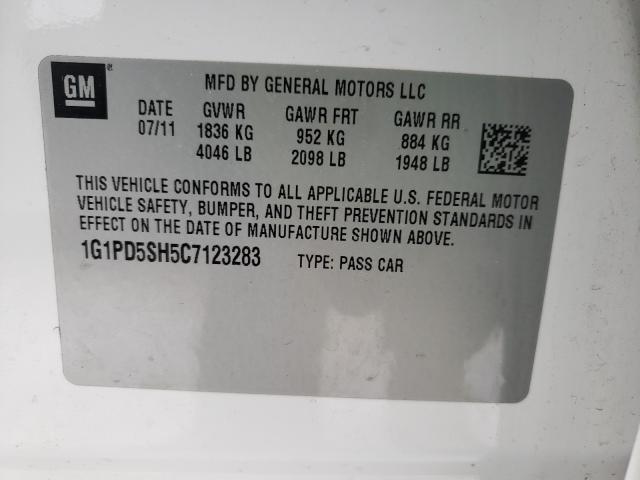 GM ®
MFD BY GENERAL MOTORS LLC
DATE GVWR GAWR FRT GAWR RR
07/11 1836 KG 952 KG 884 KG
4046 LB 2098 LB 1948 LB
THIS VEHICLE CONFORMS TO ALL APPLICABLE U.S. FEDERAL MOTOR
VEHICLE SAFETY, BUMPER, AND THEFT PREVENTION STANDARDS IN
EFFECT ON THE DATE OF MANUFACTURE SHOWN ABOVE.
1G1PD5SH5C7123283 TYPE: PASS CAR